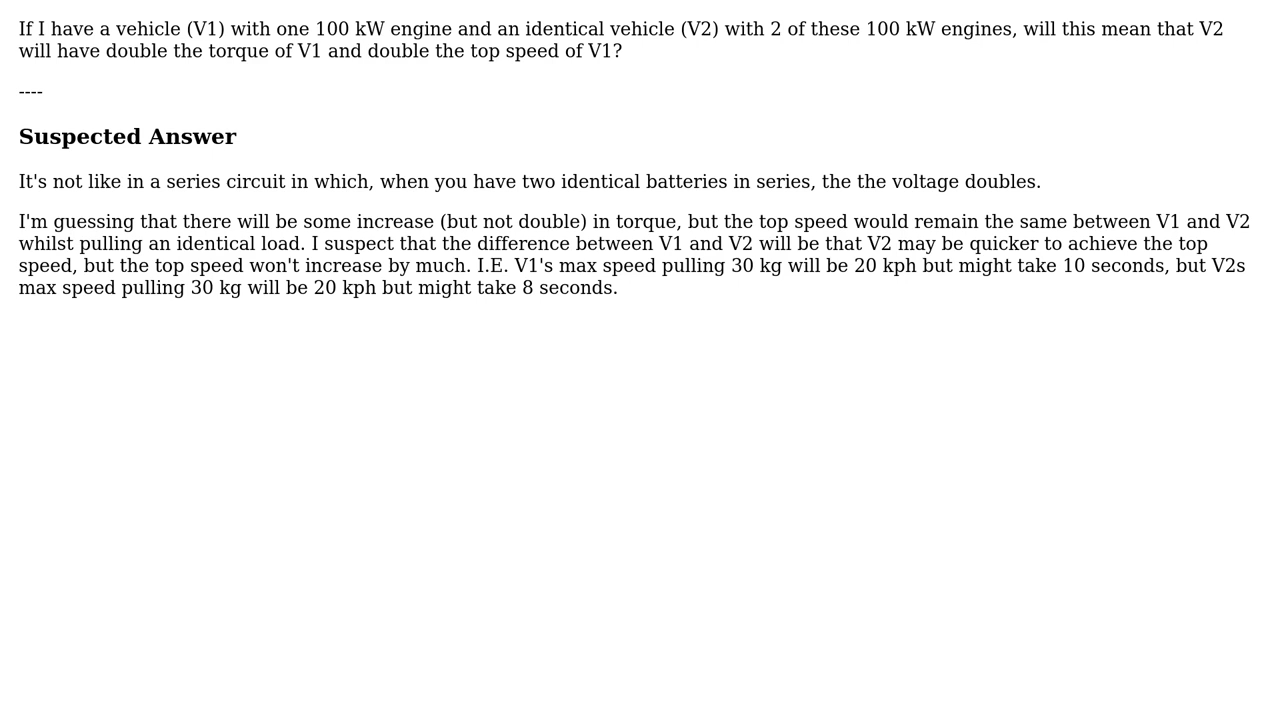 If I have a vehicle (V1) with one 100 kW engine and an identical vehicle (V2) with 2 of these 100 kW engines, will this mean that V2
will have double the torque of V1 and double the top speed of V1?
----
Suspected Answer
It's not like in a series circuit in which, when you have two identical batteries in series, the the voltage doubles.
I'm guessing that there will be some increase (but not double) in torque, but the top speed would remain the same between V1 and V2
whilst pulling an identical load. I suspect that the difference between V1 and V2 will be that V2 may be quicker to achieve the top
speed, but the top speed won't increase by much. I.E. V1's max speed pulling 30 kg will be 20 kph but might take 10 seconds, but V2s
max speed pulling 30 kg will be 20 kph but might take 8 seconds.